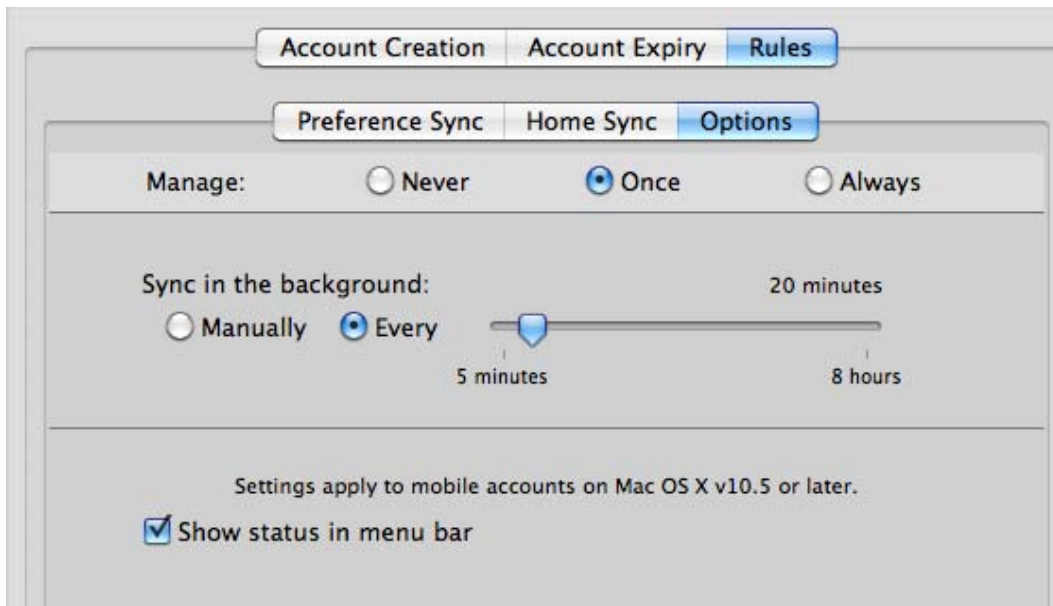 Account Creation Account Expiry Rules
Preference Sync Home Sync Options
Manage: Never Once Always
Sync in the background: 20 minutes
Manually Every
5 minutes 8 hours
Settings apply to mobile accounts on Mac OS X v10.5 or later.
Show status in menu bar